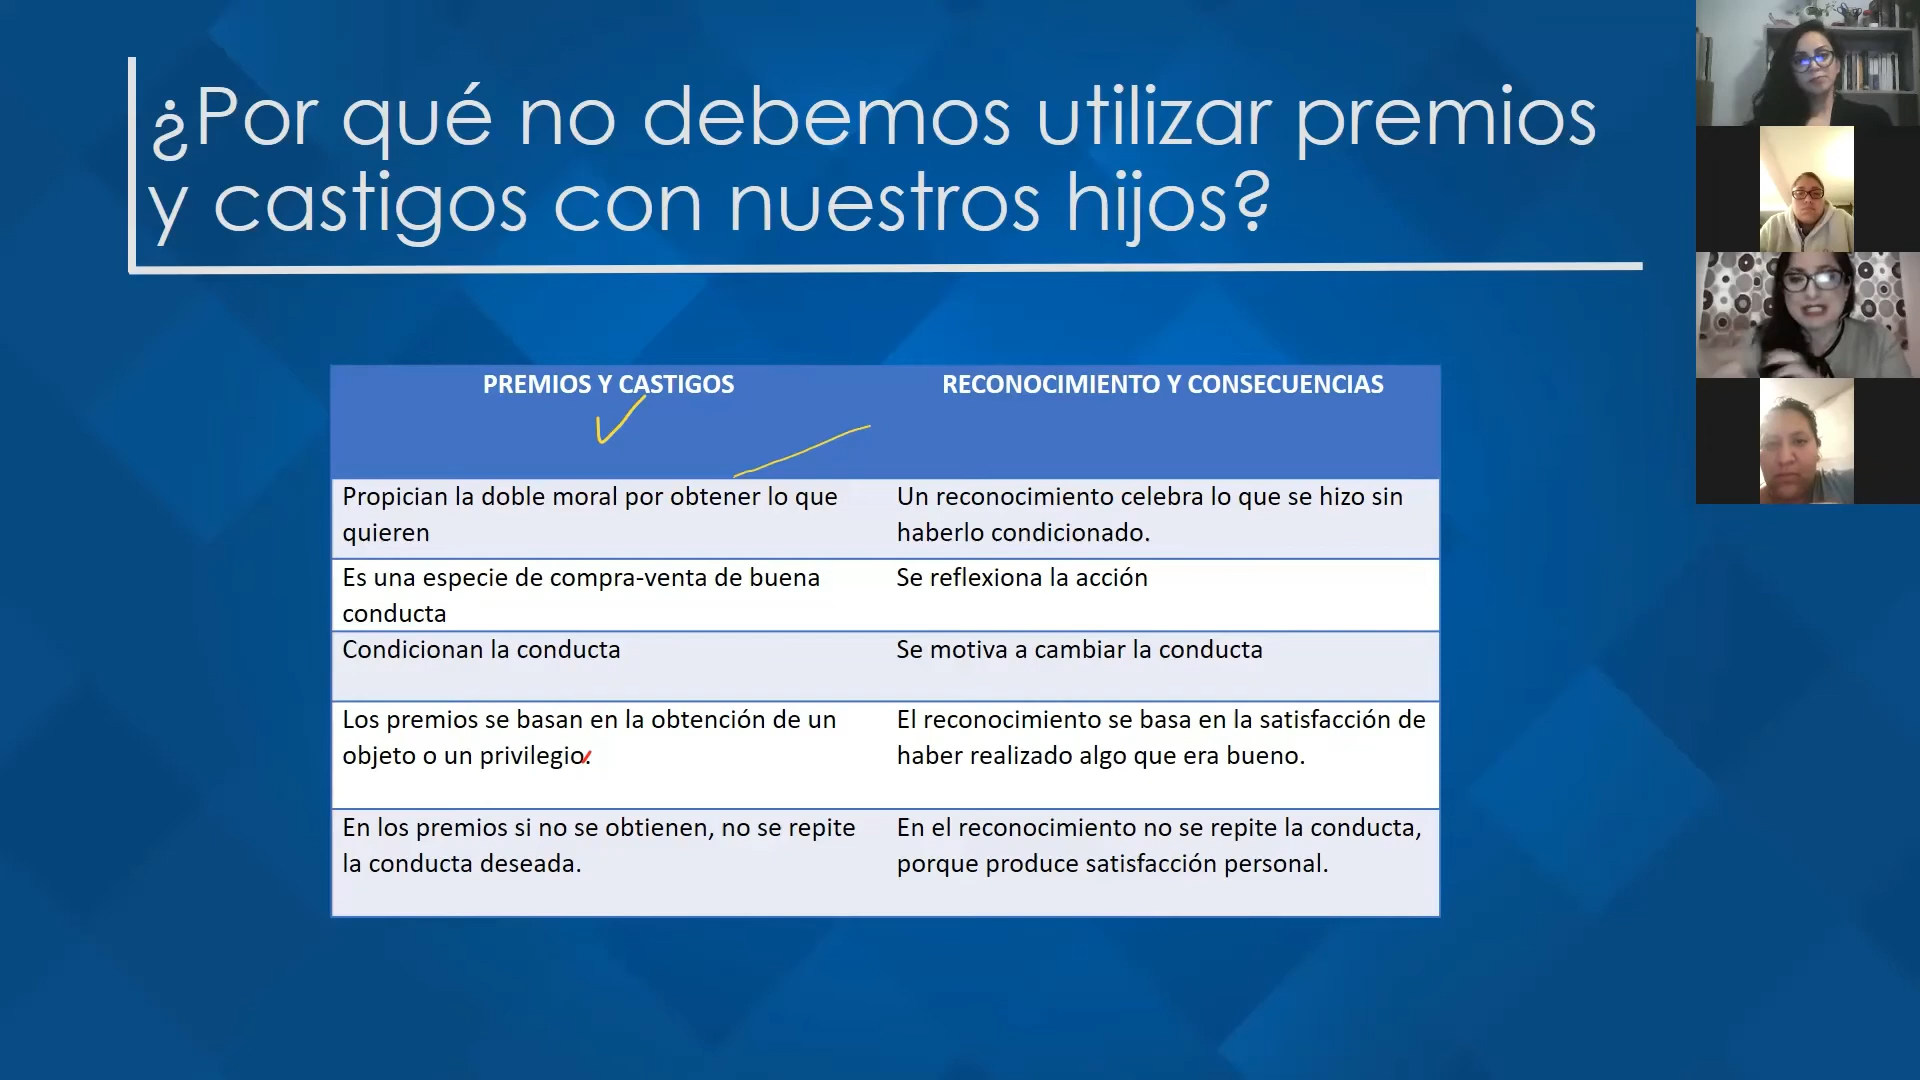 ¿Por qué no debemos utilizar premios
y castigos con nuestros hijos?
PREMIOS Y CASTIGOS
RECONOCIMIENTO Y CONSECUENCIAS
Propician la doble moral por obtener lo que
quieren
Un reconocimiento celebra lo que se hizo sin
haberlo condicionado.
Es una especie de compra-venta de buena
conducta
Se reflexiona la acción
Condicionan la conducta
Se motiva a cambiar la conducta
Los premios se basan en la obtención de un
objeto o un privilegio.
El reconocimiento se basa en la satisfacción de
haber realizado algo que era bueno.
En los premios si no se obtienen, no se repite
la conducta deseada.
En el reconocimiento no se repite la conducta,
porque produce satisfacción personal.